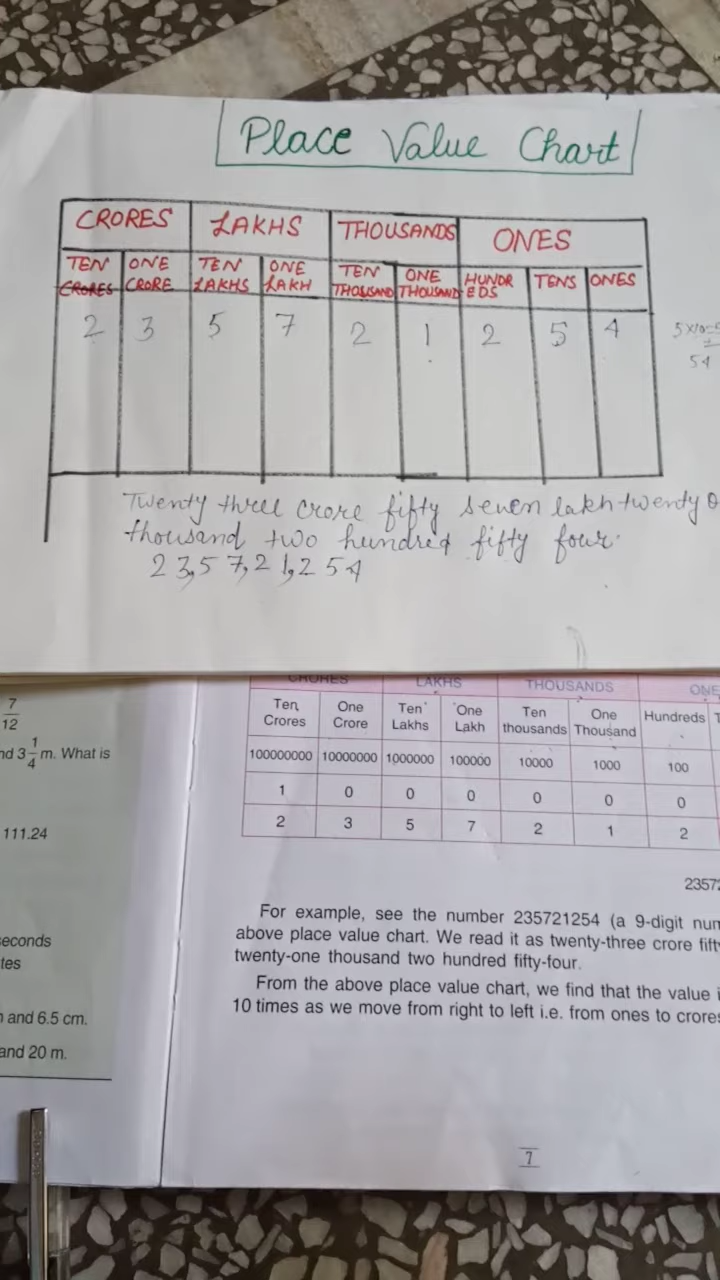 Place Value Chart
CRORES LAKHS THOUSANDS ONES
TEN CRORES ONE CRORE TEN LAKHS ONE LAKH TEN THOUSAND ONE THOUSAND HUNDREDS TENS ONES
2 3 5 7 2 1 2 5 4
54
Twenty three crore fifty seven lakh twenty
thousand two hundred fifty four.
23,57,21,254
7/12
nd 3 1/4 m. What is
111.24
econds
tes
and 6.5 cm.
and 20 m.
CRORES LAKHS THOUSANDS ONE
Ten Crores One Crore Ten Lakhs One Lakh Ten thousands One Thousand Hundreds T
100000000 10000000 1000000 100000 10000 1000 100
1 0 0 0 0 0 0
2 3 5 7 2 1 2
23572
For example, see the number 235721254 (a 9-digit num
above place value chart. We read it as twenty-three crore fift
twenty-one thousand two hundred fifty-four.
From the above place value chart, we find that the value i
10 times as we move from right to left i.e. from ones to crore
7